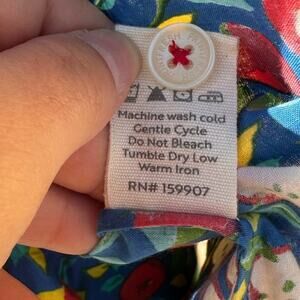 Machine wash cold
Gentle Cycle
Do Not Bleach
Tumble Dry Low
Warm Iron
RN# 159907